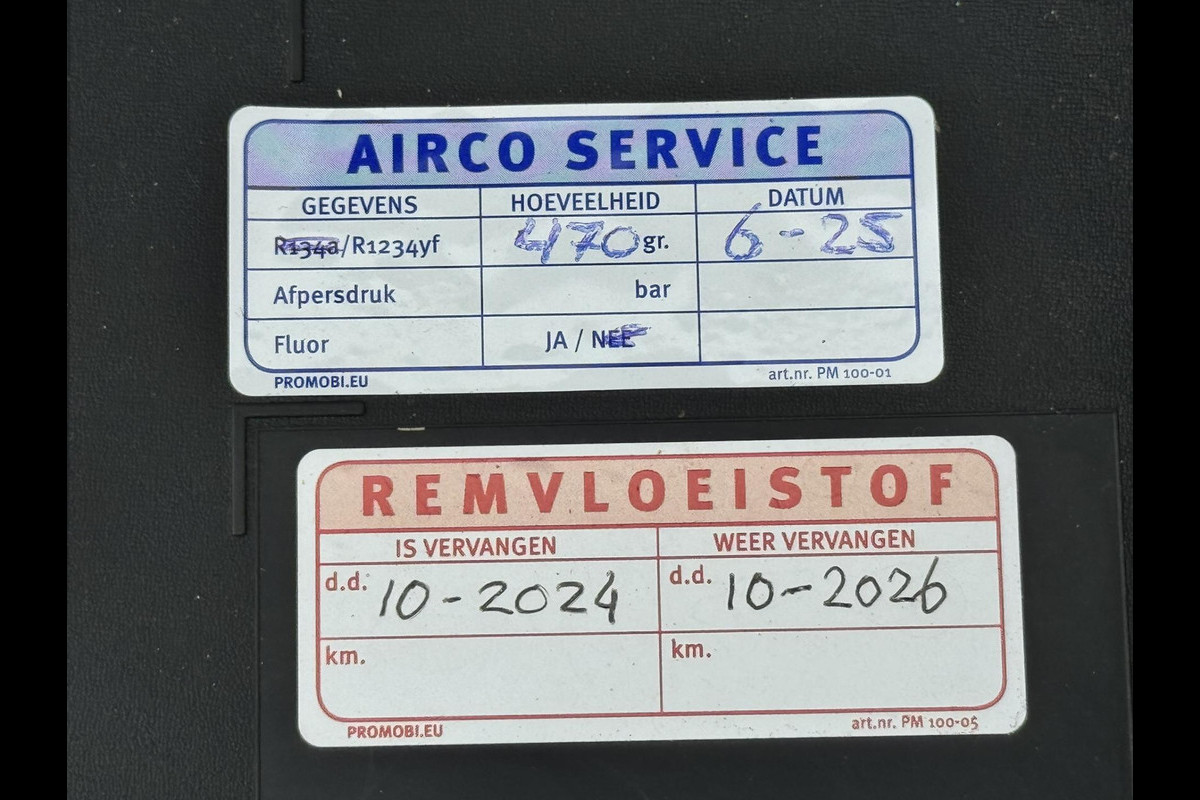 AIRCO SERVICE
GEGEVENS HOEVEELHEID DATUM
R134a/R1234yf 470 gr. 6-25
Afpersdruk bar
Fluor JA / NEE
PROMOBI.EU art.nr. PM 100-01
REMVLOEISTOF
IS VERVANGEN WEER VERVANGEN
d.d. 10-2024 d.d. 10-2026
km. km.
PROMOBI.EU art.nr. PM 100-05